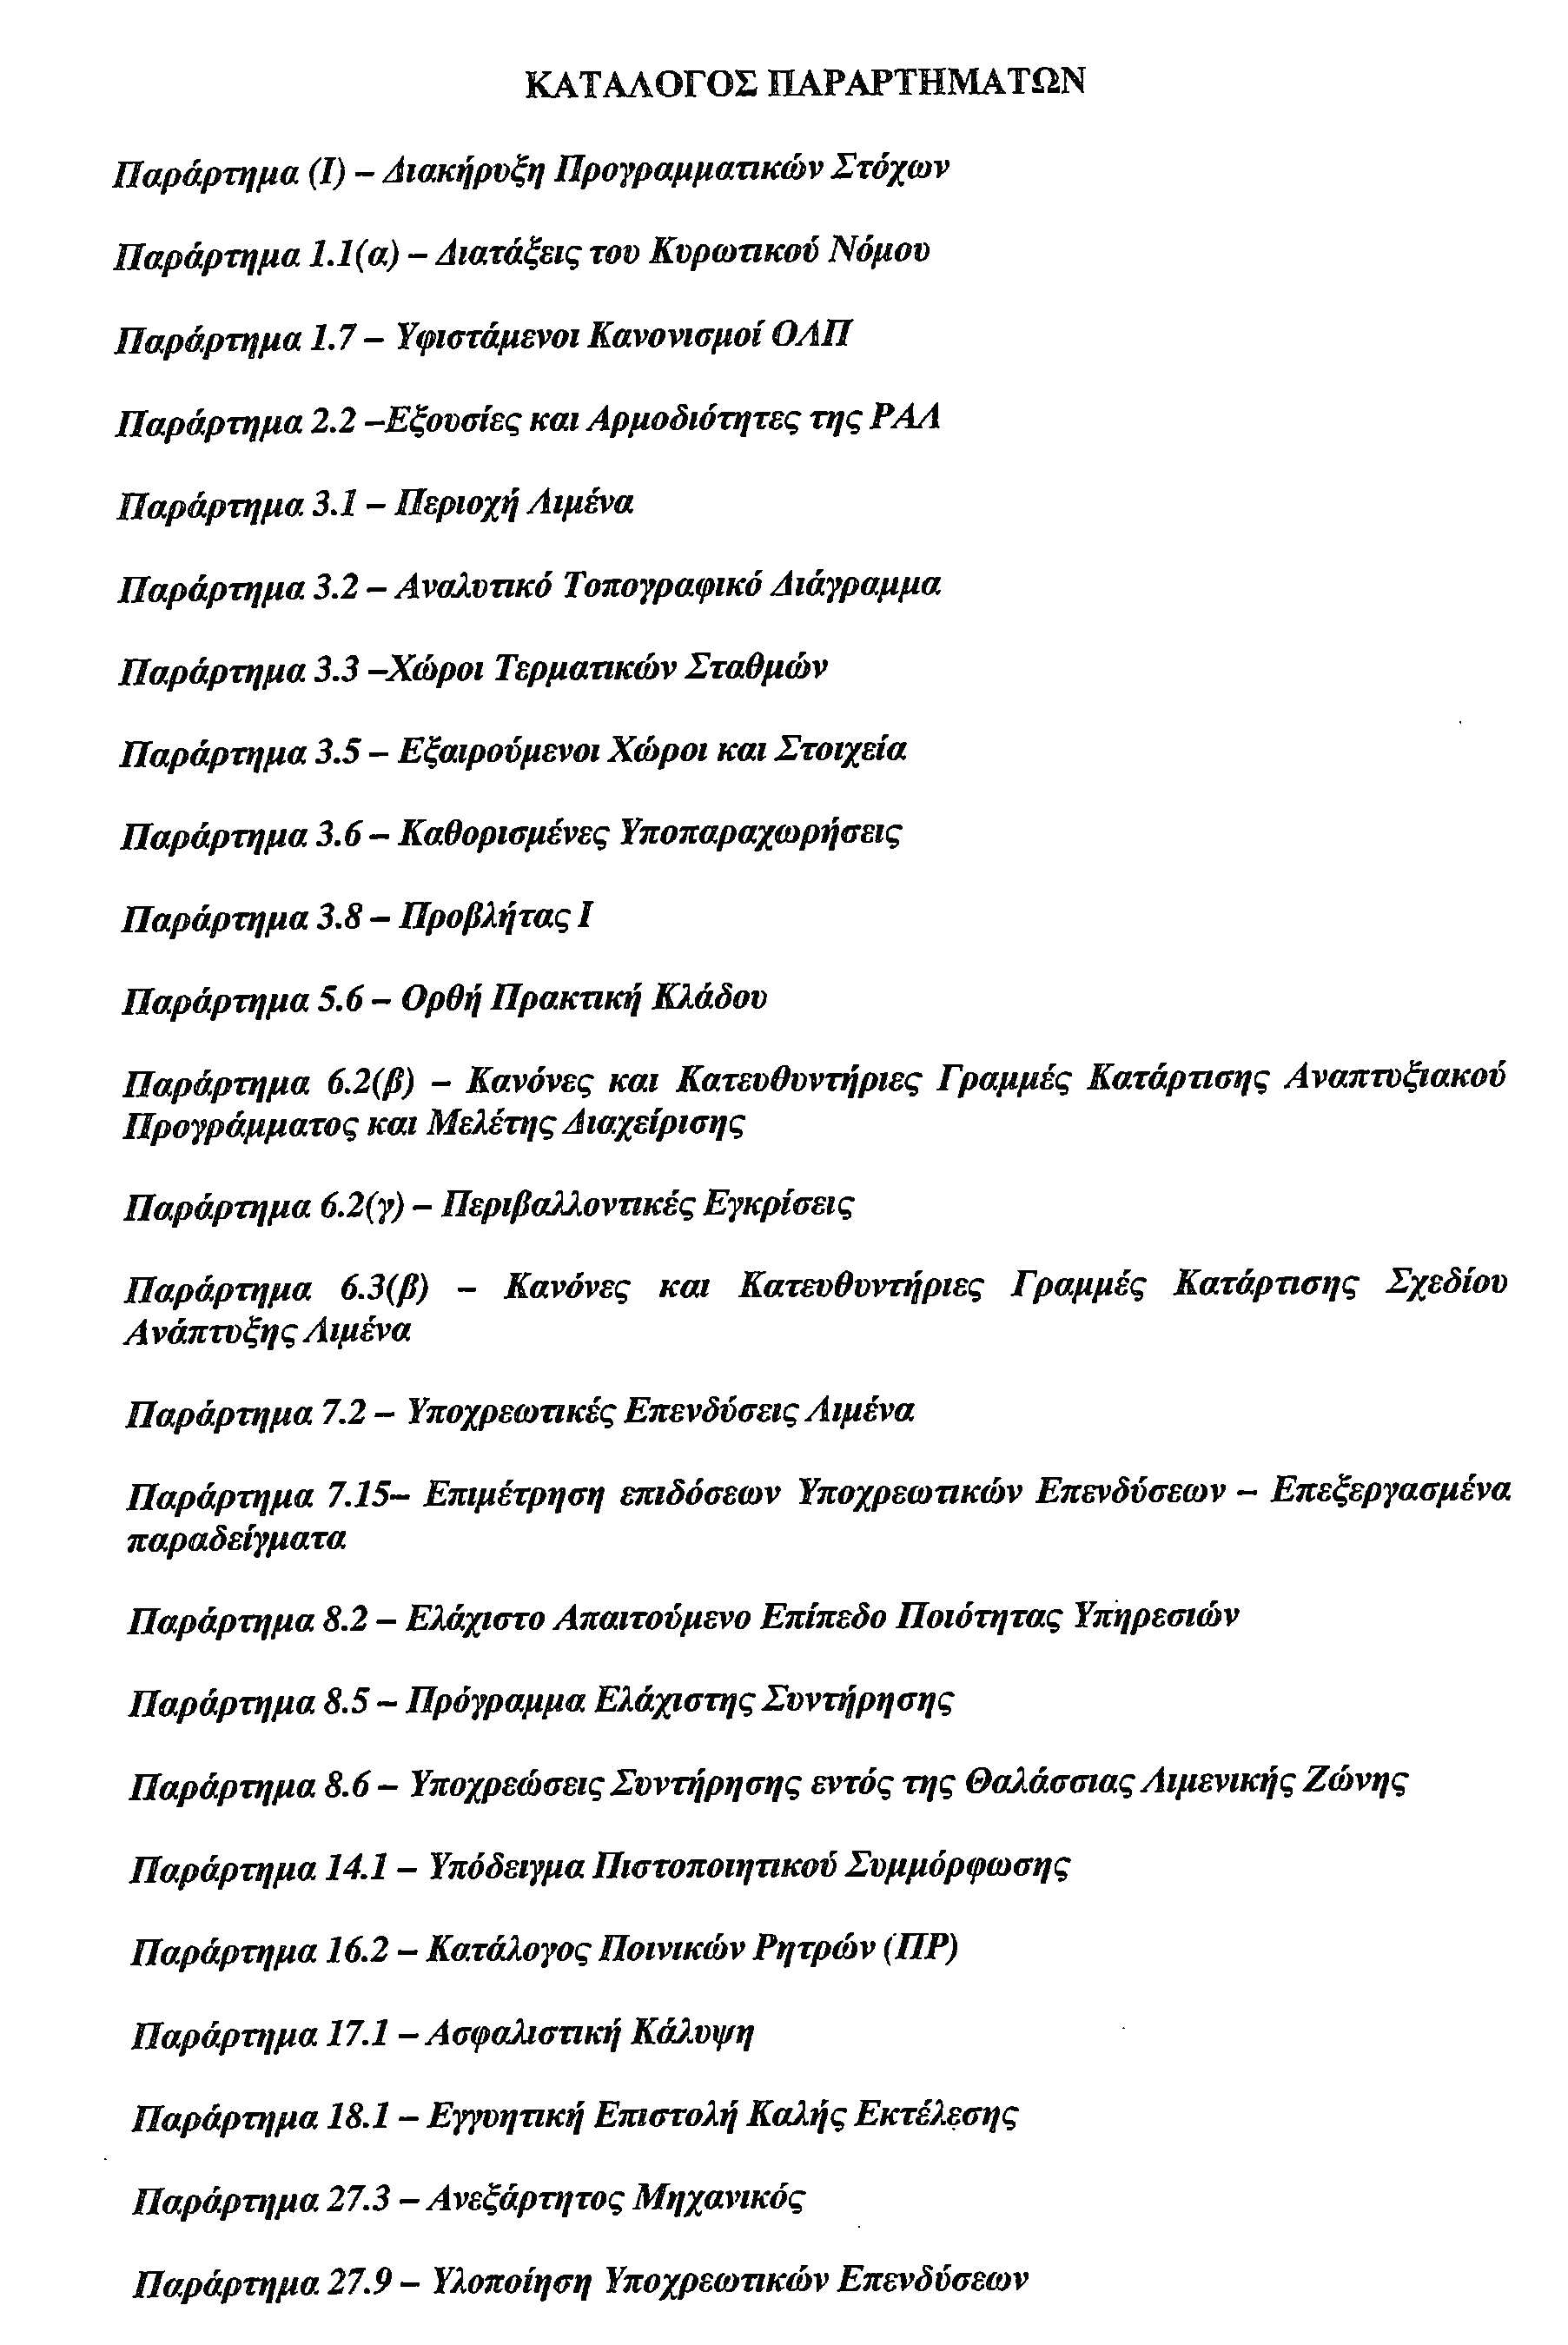 ΚΑΤΑΛΟΓΟΣ ΠΑΡΑΡΤΗΜΑΤΩΝ
Παράρτημα (Ι) – Διακήρυξη Προγραμματικών Στόχων
Παράρτημα 1.1(α) – Διατάξεις του Κυρωτικού Νόμου
Παράρτημα 1.7 – Υφιστάμενοι Κανονισμοί ΟΛΠ
Παράρτημα 2.2 –Εξουσίες και Αρμοδιότητες της ΡΑΛ
Παράρτημα 3.1 – Περιοχή Λιμένα
Παράρτημα 3.2 – Αναλυτικό Τοπογραφικό Διάγραμμα
Παράρτημα 3.3 –Χώροι Τερματικών Σταθμών
Παράρτημα 3.5 – Εξαιρούμενοι Χώροι και Στοιχεία
Παράρτημα 3.6 – Καθορισμένες Υποπαραχωρήσεις
Παράρτημα 3.8 – Προβλήτας Ι
Παράρτημα 5.6 – Ορθή Πρακτική Κλάδου
Παράρτημα 6.2(β) – Κανόνες και Κατευθυντήριες Γραμμές Κατάρτισης Αναπτυξιακού
Προγράμματος και Μελέτης Διαχείρισης
Παράρτημα 6.2(γ) – Περιβαλλοντικές Εγκρίσεις
Παράρτημα 6.3(β) – Κανόνες και Κατευθυντήριες Γραμμές Κατάρτισης Σχεδίου
Ανάπτυξης Λιμένα
Παράρτημα 7.2 – Υποχρεωτικές Επενδύσεις Λιμένα
Παράρτημα 7.15– Επιμέτρηση επιδόσεων Υποχρεωτικών Επενδύσεων – Επεξεργασμένα
παραδείγματα
Παράρτημα 8.2 – Ελάχιστο Απαιτούμενο Επίπεδο Ποιότητας Υπηρεσιών
Παράρτημα 8.5 – Πρόγραμμα Ελάχιστης Συντήρησης
Παράρτημα 8.6 – Υποχρεώσεις Συντήρησης εντός της Θαλάσσιας Λιμενικής Ζώνης
Παράρτημα 14.1 – Υπόδειγμα Πιστοποιητικού Συμμόρφωσης
Παράρτημα 16.2 – Κατάλογος Ποινικών Ρητρών (ΠΡ)
Παράρτημα 17.1 – Ασφαλιστική Κάλυψη
Παράρτημα 18.1 – Εγγυητική Επιστολή Καλής Εκτέλεσης
Παράρτημα 27.3 – Ανεξάρτητος Μηχανικός
Παράρτημα 27.9 – Υλοποίηση Υποχρεωτικών Επενδύσεων